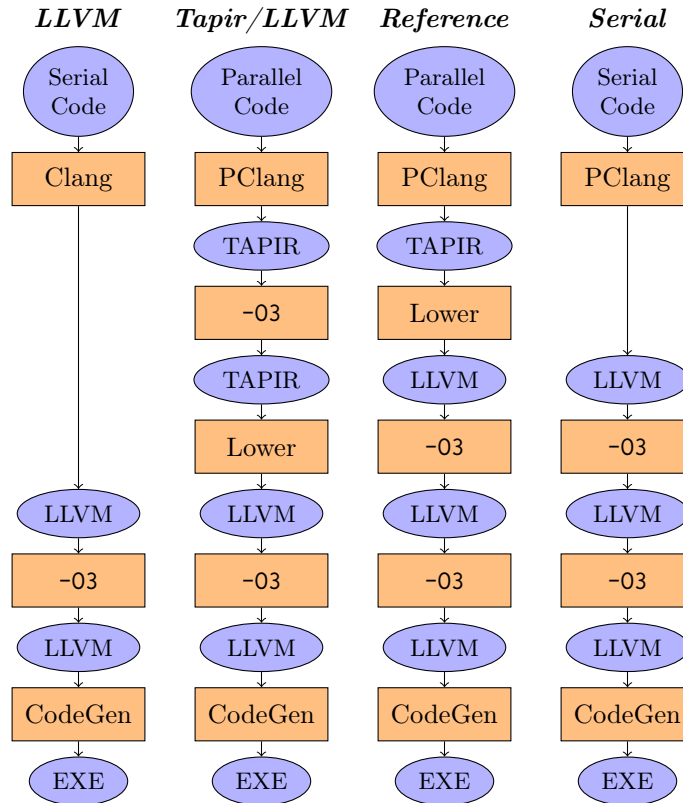 LLVM
Tapir/LLVM
Reference
Serial
Serial
Code
Parallel
Code
Parallel
Code
Serial
Code
Clang
PClang
PClang
PClang
TAPIR
TAPIR
-O3
Lower
TAPIR
LLVM
LLVM
Lower
-O3
-O3
LLVM
LLVM
LLVM
LLVM
-O3
-O3
-O3
-O3
LLVM
LLVM
LLVM
LLVM
CodeGen
CodeGen
CodeGen
CodeGen
EXE
EXE
EXE
EXE